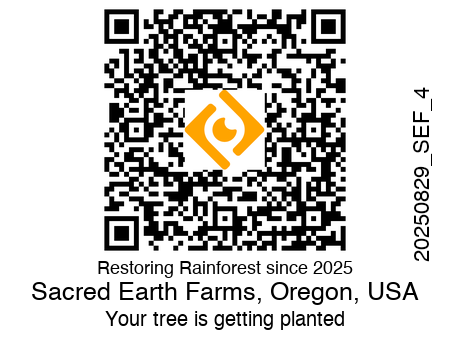 Restoring Rainforest since 2025
Sacred Earth Farms, Oregon, USA
Your tree is getting planted
20250829_SEF_4